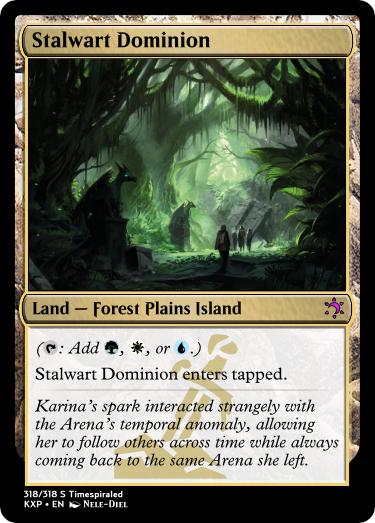 Stalwart Dominion
Land — Forest Plains Island
(: Add , , or .)
Stalwart Dominion enters tapped.
Karina's spark interacted strangely with
the Arena's temporal anomaly, allowing
her to follow others across time while always
coming back to the same Arena she left.
318/318 S Timespiraled
KXP • EN Nele-Diel